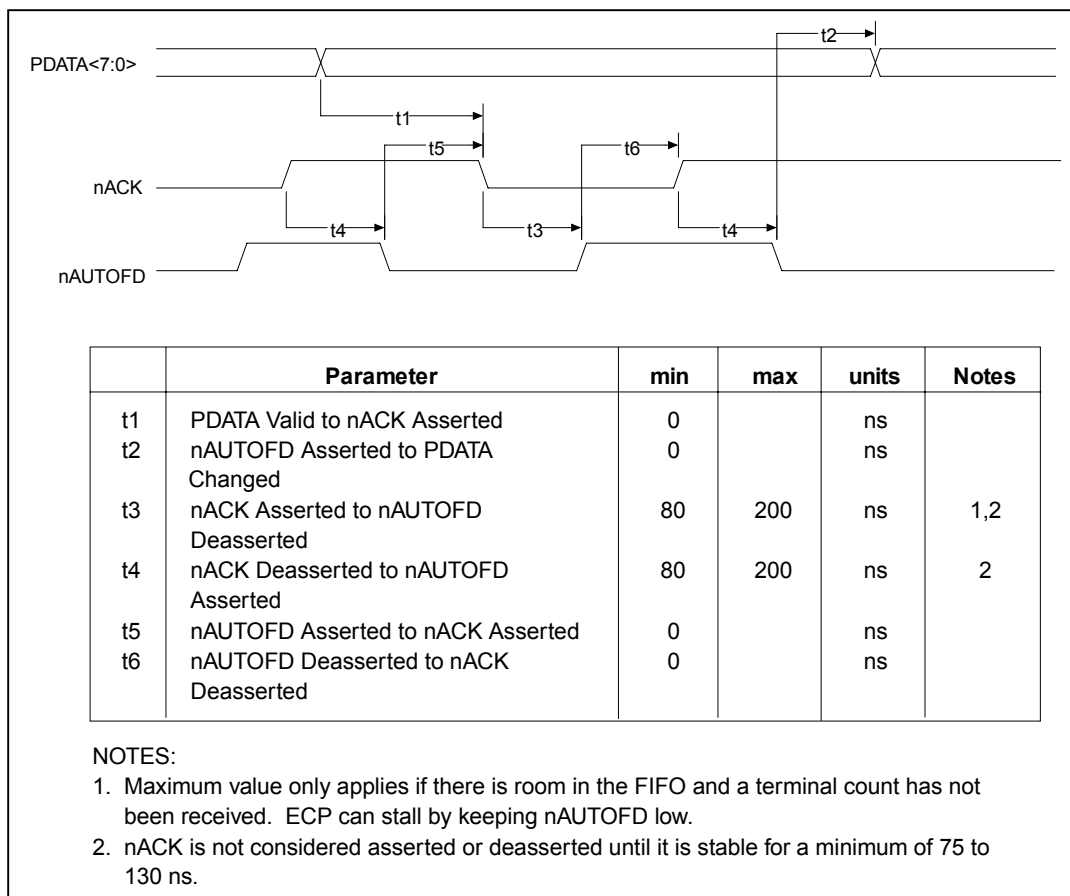 t2
PDATA<7:0>
t1
t5
t6
nACK
t4
t3
t4
nAUTOFD
Parameter min max units Notes
t1 PDATA Valid to nACK Asserted 0 ns
t2 nAUTOFD Asserted to PDATA 0 ns
Changed
t3 nACK Asserted to nAUTOFD 80 200 ns 1,2
Deasserted
t4 nACK Deasserted to nAUTOFD 80 200 ns 2
Asserted
t5 nAUTOFD Asserted to nACK Asserted 0 ns
t6 nAUTOFD Deasserted to nACK 0 ns
Deasserted
NOTES:
1. Maximum value only applies if there is room in the FIFO and a terminal count has not
been received. ECP can stall by keeping nAUTOFD low.
2. nACK is not considered asserted or deasserted until it is stable for a minimum of 75 to
130 ns.